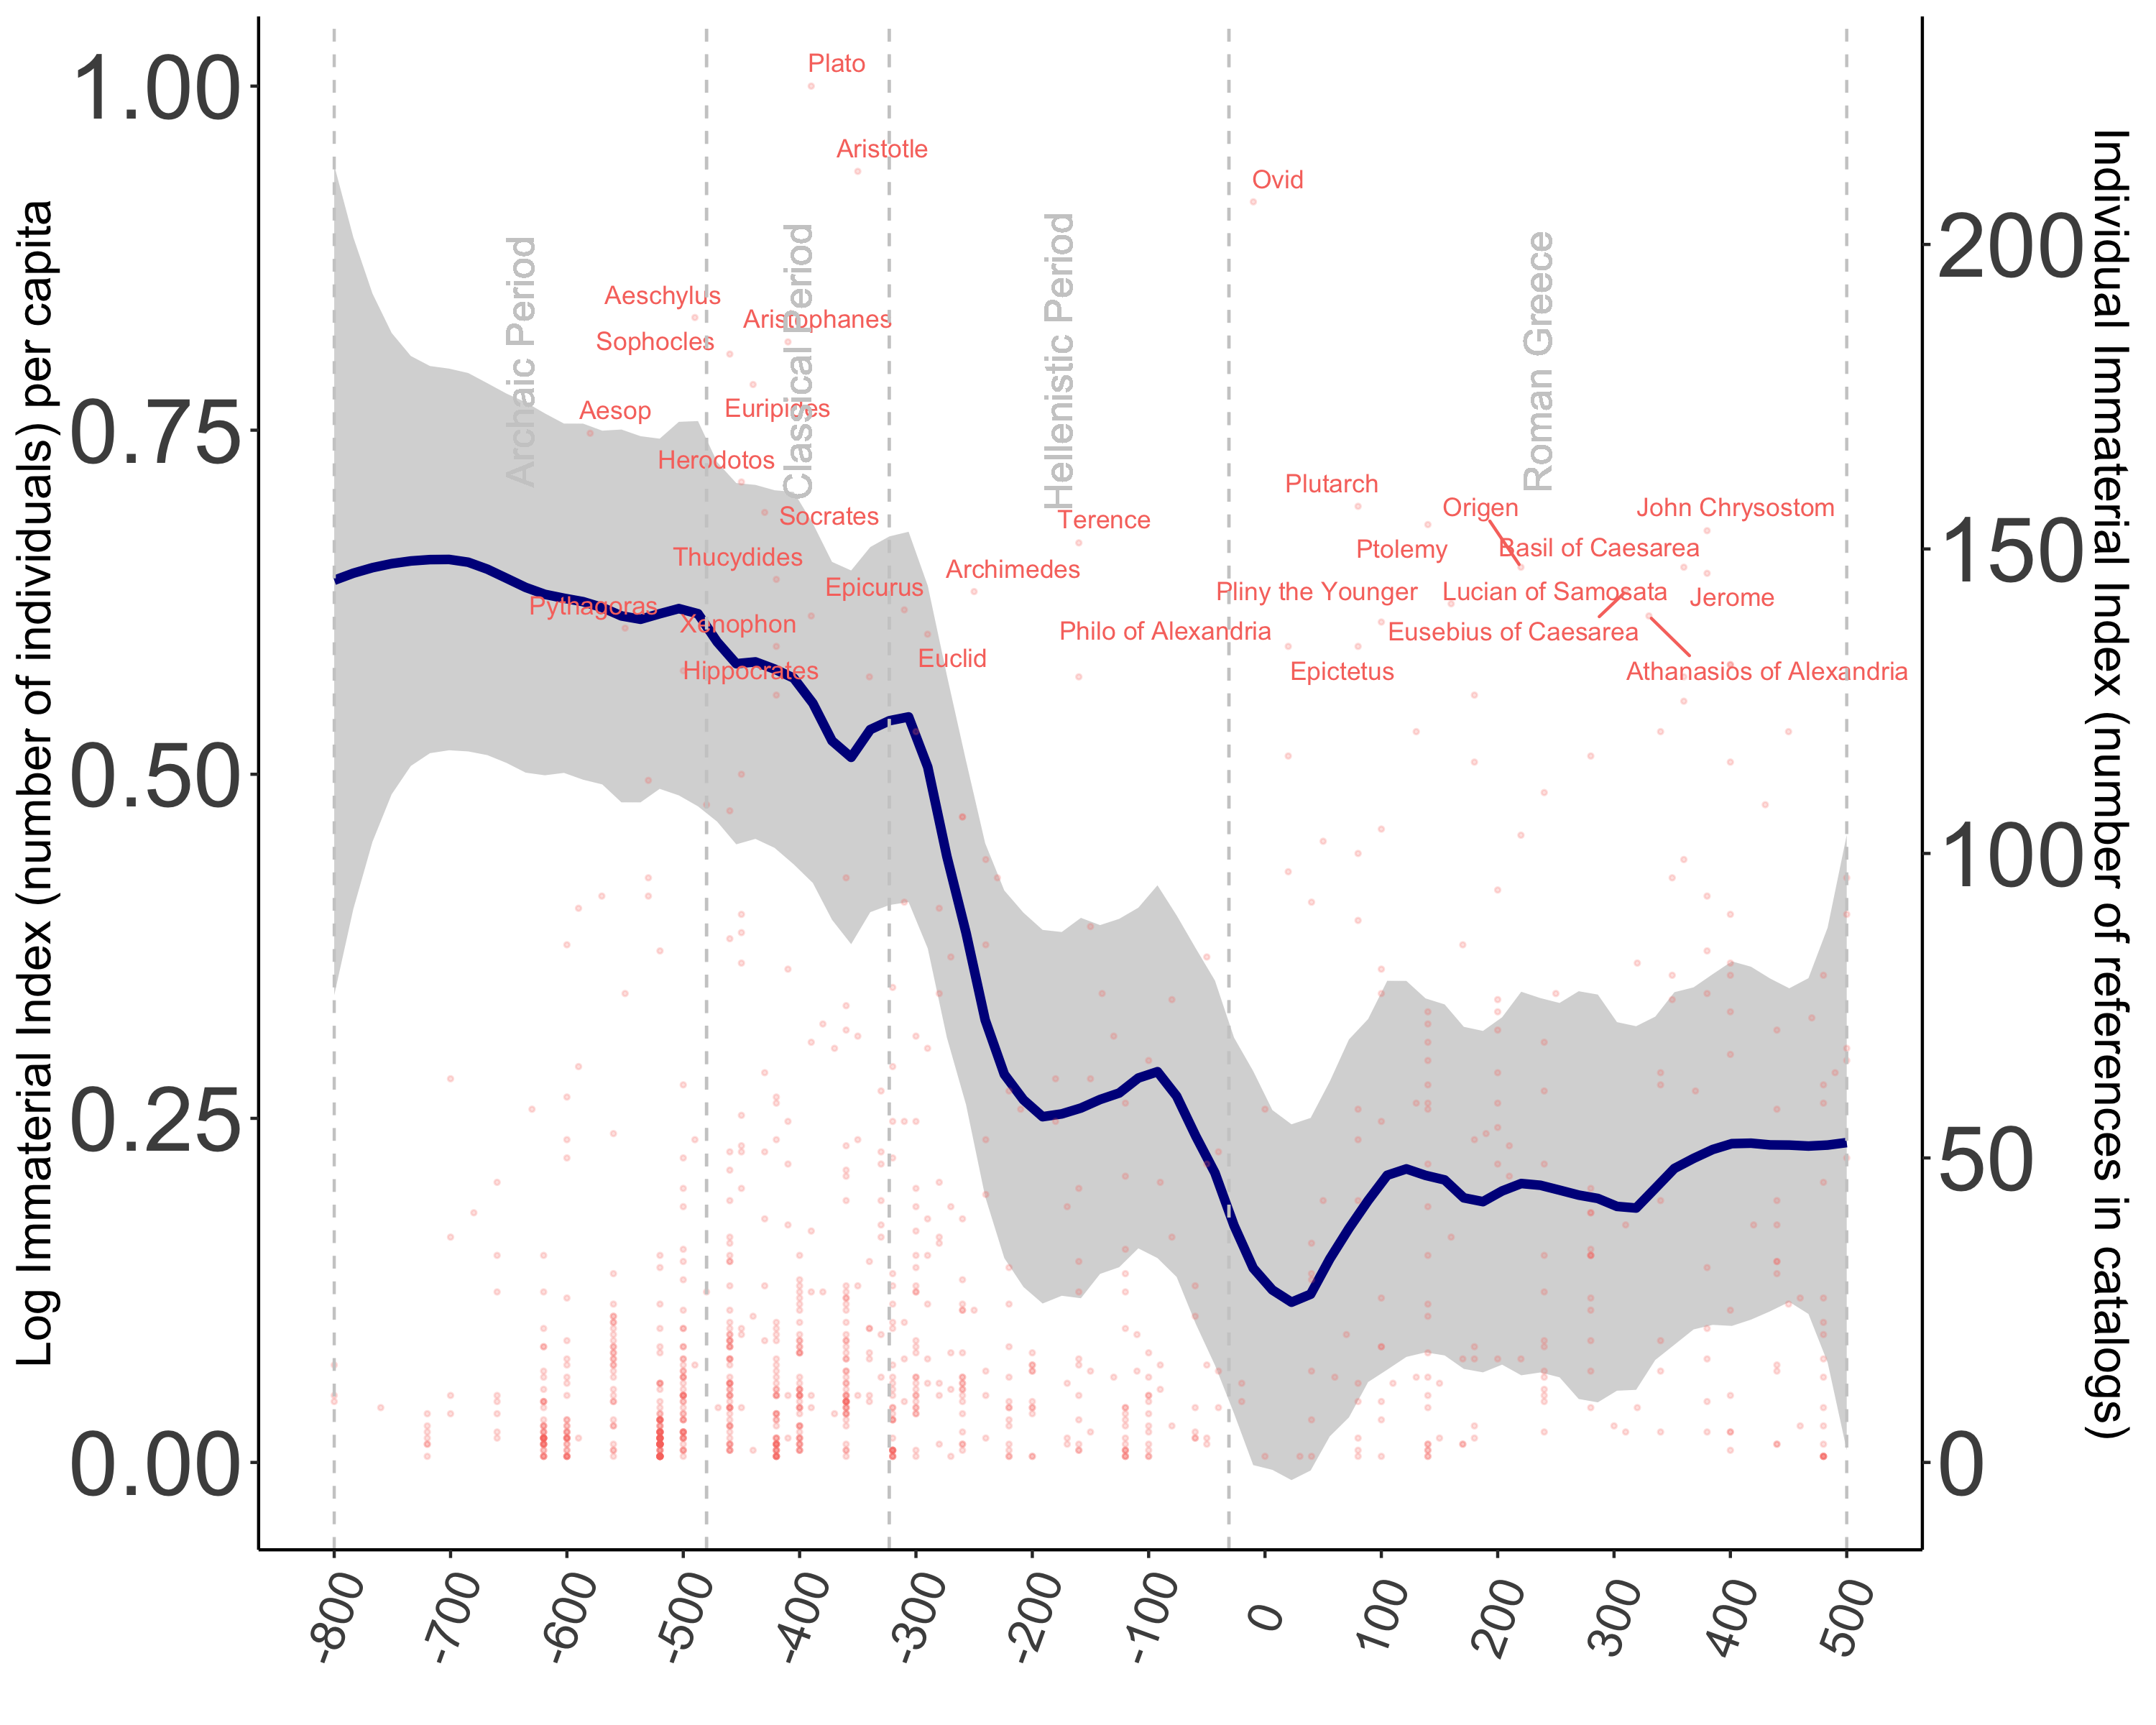 Log Immaterial Index (number of individuals) per capita
1.00
0.75
0.50
0.25
0.00
Individual Immaterial Index (number of references in catalogs)
200
150
100
50
0
Archaic Period
Classical Period
Hellenistic Period
Roman Greece
Plato
Aristotle
Ovid
Aeschylus
Aristophanes
Sophocles
Aesop
Euripides
Herodotos
Plutarch
Socrates
Terence
Origen
John Chrysostom
Thucydides
Ptolemy
Basil of Caesarea
Archimedes
Epicurus
Pliny the Younger
Lucian of Samosata
Jerome
Pythagoras
Xenophon
Philo of Alexandria
Eusebius of Caesarea
Euclid
Hippocrates
Epictetus
Athanasios of Alexandria
-800
-700
-600
-500
-400
-300
-200
-100
0
100
200
300
400
500